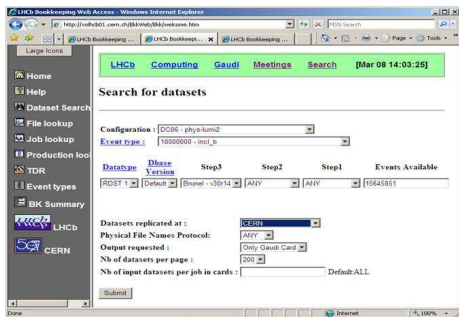 LHCb Bookkeeping Web Access - Windows Internet Explorer
http://volhcb01.cern.ch/BkkWeb/Bkk/welcome.htm
MSN Search
LHCb Bookkeeping ...
LHCb Bookkeepi...
LHCb Bookkeeping ...
Page
Tools
Large Icons
Home
Help
Dataset Search
File lookup
Job lookup
Production loo
TDR
Event types
BK Summary
LHCb
CERN
LHCb Computing Gaudi Meetings Search [Mar 08 14:03:25]
Search for datasets
Configuration : DC06 - phys-lumi2
Event type : 10000000 - incl_b
Datatype Dbase Version Step3 Step2 Step1 Events Available
RDST 1 Default Brunel - v30r14 ANY ANY 15645851
Datasets replicated at : CERN
Physical File Names Protocol: ANY
Output requested : Only Gaudi Card
Nb of datasets per page : 200
Nb of input datasets per job in cards : Default:ALL
Submit
Done
Internet
100%